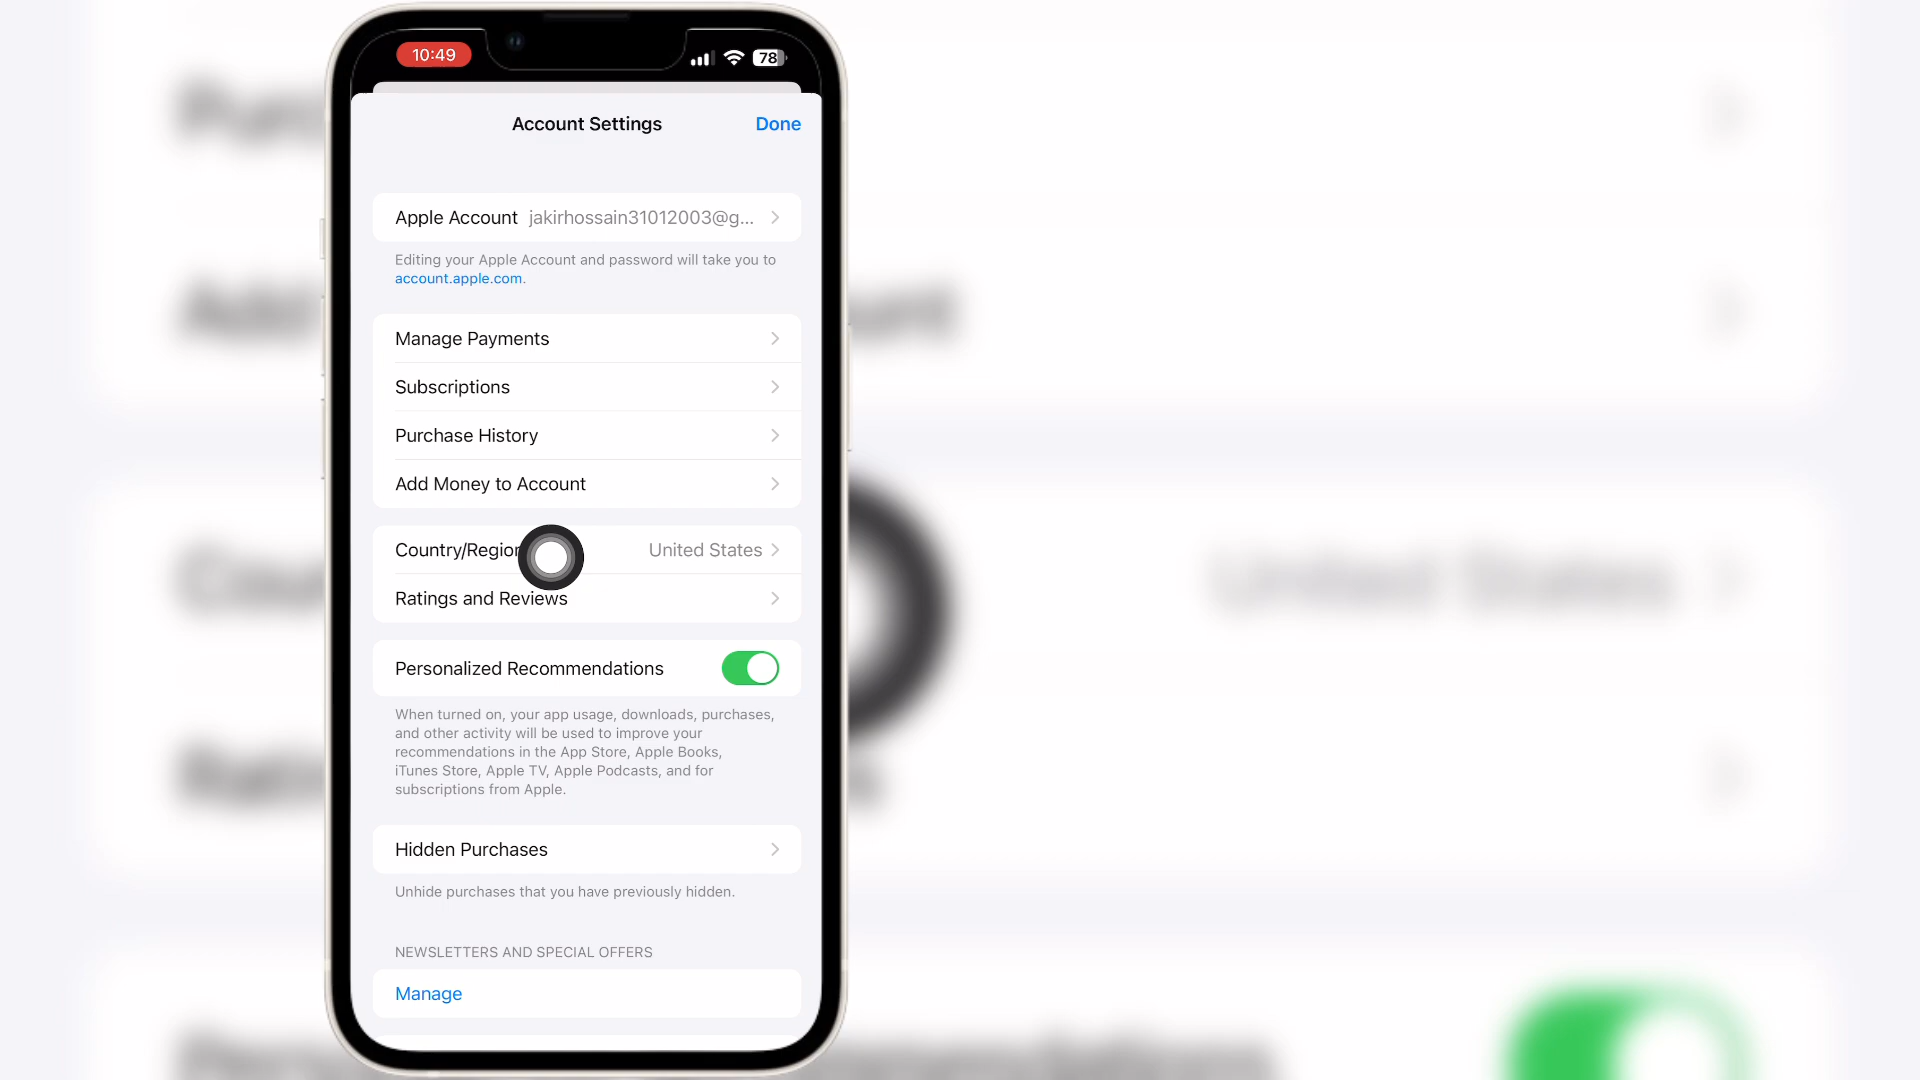 10:49
78
Account Settings
Done
Apple Account jakirhossain31012003@g...
Editing your Apple Account and password will take you to
account.apple.com.
Manage Payments
Subscriptions
Purchase History
Add Money to Account
Country/Region United States
Ratings and Reviews
Personalized Recommendations
When turned on, your app usage, downloads, purchases,
and other activity will be used to improve your
recommendations in the App Store, Apple Books,
iTunes Store, Apple TV, Apple Podcasts, and for
subscriptions from Apple.
Hidden Purchases
Unhide purchases that you have previously hidden.
NEWSLETTERS AND SPECIAL OFFERS
Manage
United States